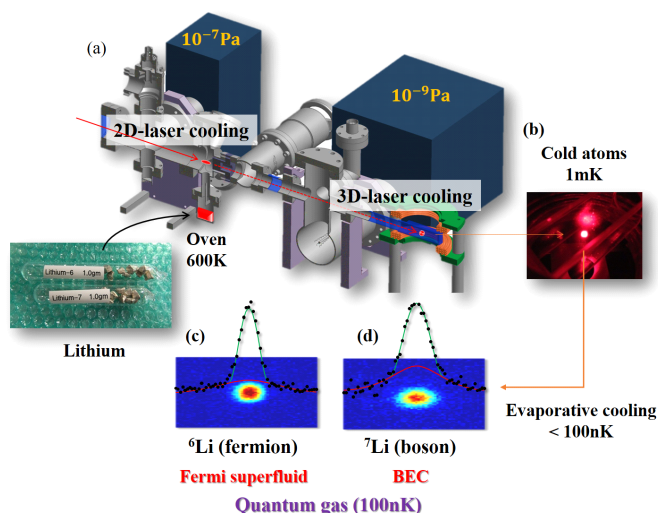 (a)
10⁻⁷Pa
10⁻⁹Pa
2D-laser cooling
3D-laser cooling
(b)
Cold atoms
1mK
Oven
600K
Lithium-6 1.0gm
Lithium-7 1.0gm
Lithium
(c)
(d)
Evaporative cooling
< 100nK
⁶Li (fermion)
⁷Li (boson)
Fermi superfluid
BEC
Quantum gas (100nK)